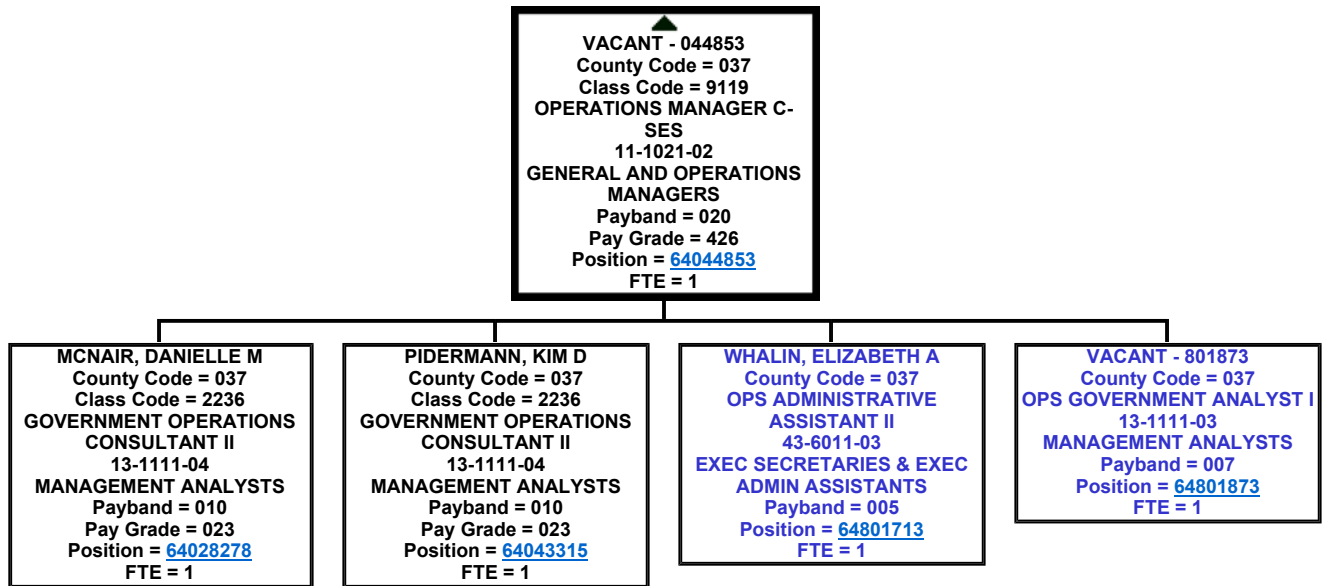 VACANT - 044853
County Code = 037
Class Code = 9119
OPERATIONS MANAGER C-
SES
11-1021-02
GENERAL AND OPERATIONS
MANAGERS
Payband = 020
Pay Grade = 426
Position = 64044853
FTE = 1
MCNAIR, DANIELLE M
County Code = 037
Class Code = 2236
GOVERNMENT OPERATIONS
CONSULTANT II
13-1111-04
MANAGEMENT ANALYSTS
Payband = 010
Pay Grade = 023
Position = 64028278
FTE = 1
PIDERMANN, KIM D
County Code = 037
Class Code = 2236
GOVERNMENT OPERATIONS
CONSULTANT II
13-1111-04
MANAGEMENT ANALYSTS
Payband = 010
Pay Grade = 023
Position = 64043315
FTE = 1
WHALIN, ELIZABETH A
County Code = 037
OPS ADMINISTRATIVE
ASSISTANT II
43-6011-03
EXEC SECRETARIES & EXEC
ADMIN ASSISTANTS
Payband = 005
Position = 64801713
FTE = 1
VACANT - 801873
County Code = 037
OPS GOVERNMENT ANALYST I
13-1111-03
MANAGEMENT ANALYSTS
Payband = 007
Position = 64801873
FTE = 1